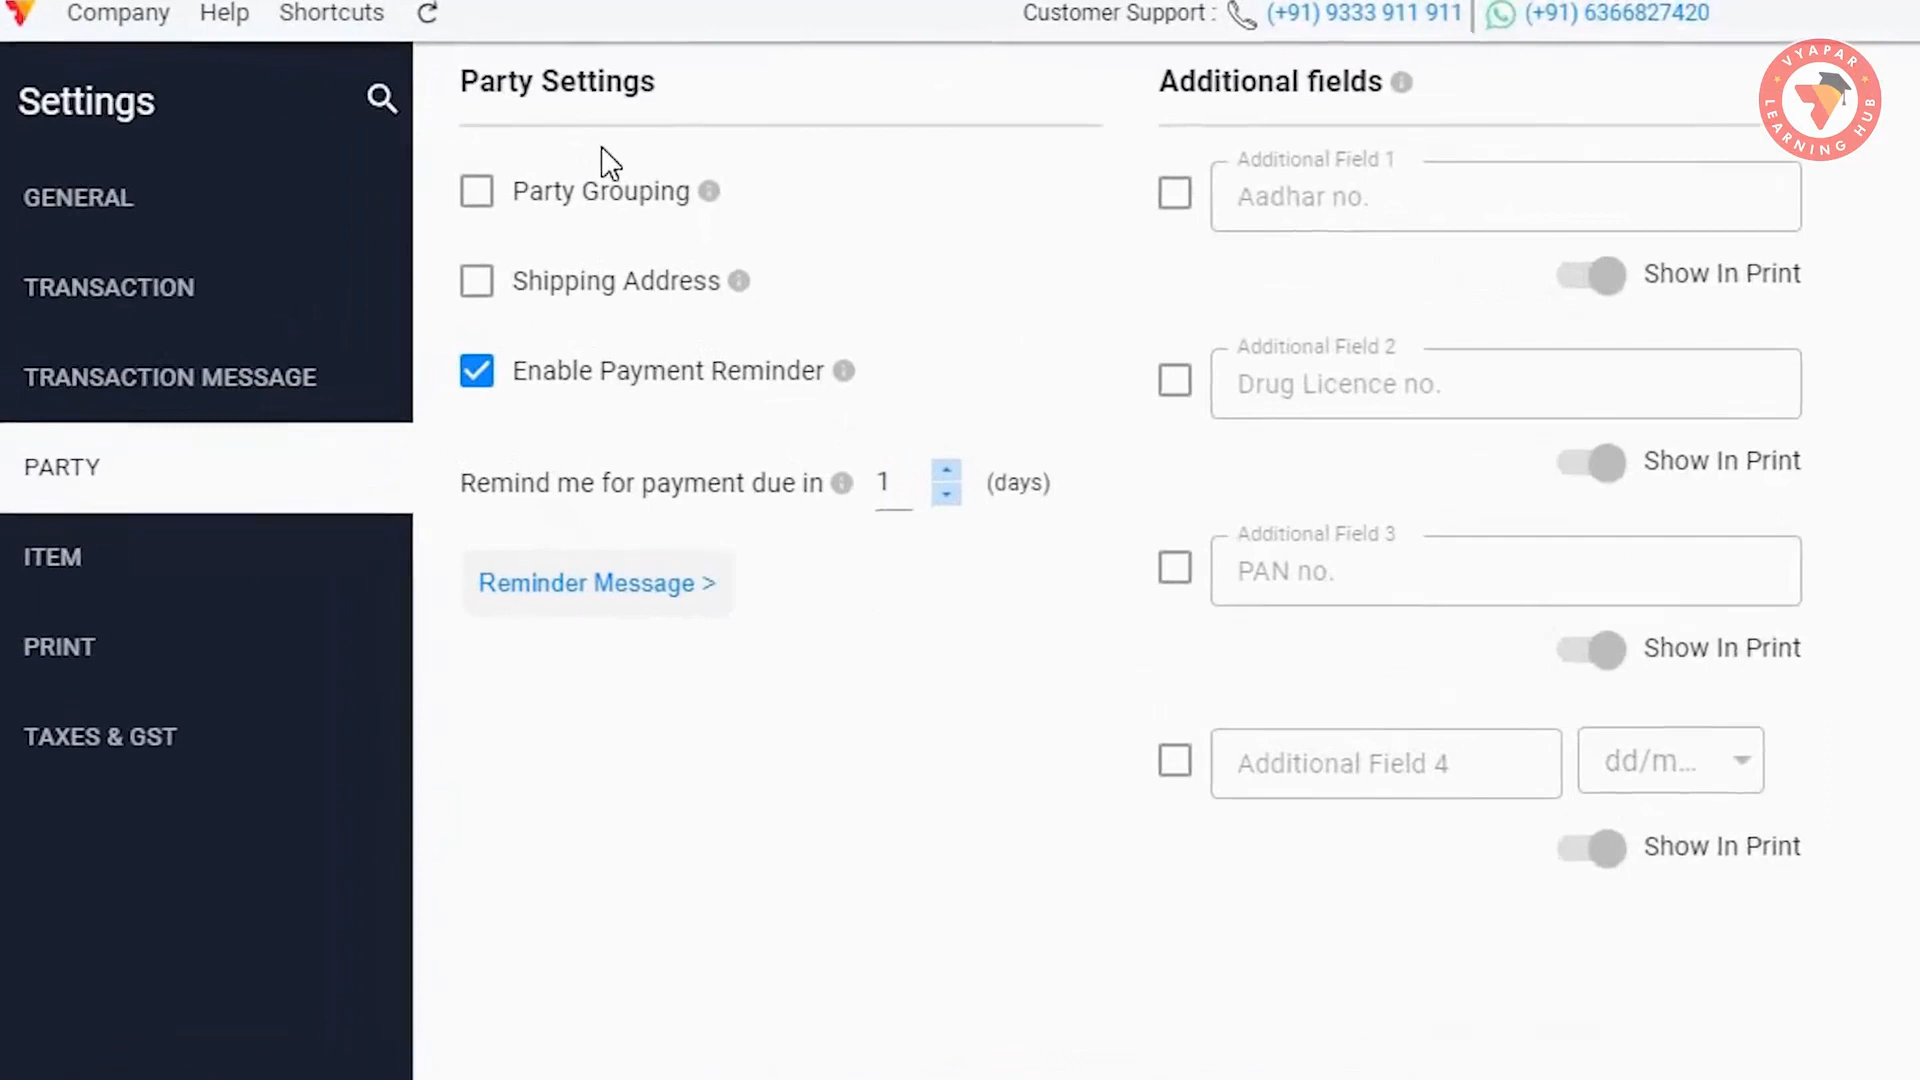 Company Help Shortcuts
Customer Support : (+91) 9333 911 911 (+91) 6366827420
VYAPAR
LEARNING HUB
Settings
GENERAL
TRANSACTION
TRANSACTION MESSAGE
PARTY
ITEM
PRINT
TAXES & GST
Party Settings
Party Grouping
Shipping Address
Enable Payment Reminder
Remind me for payment due in 1 (days)
Reminder Message >
Additional fields
Additional Field 1
Aadhar no.
Show In Print
Additional Field 2
Drug Licence no.
Show In Print
Additional Field 3
PAN no.
Show In Print
Additional Field 4 dd/m...
Show In Print